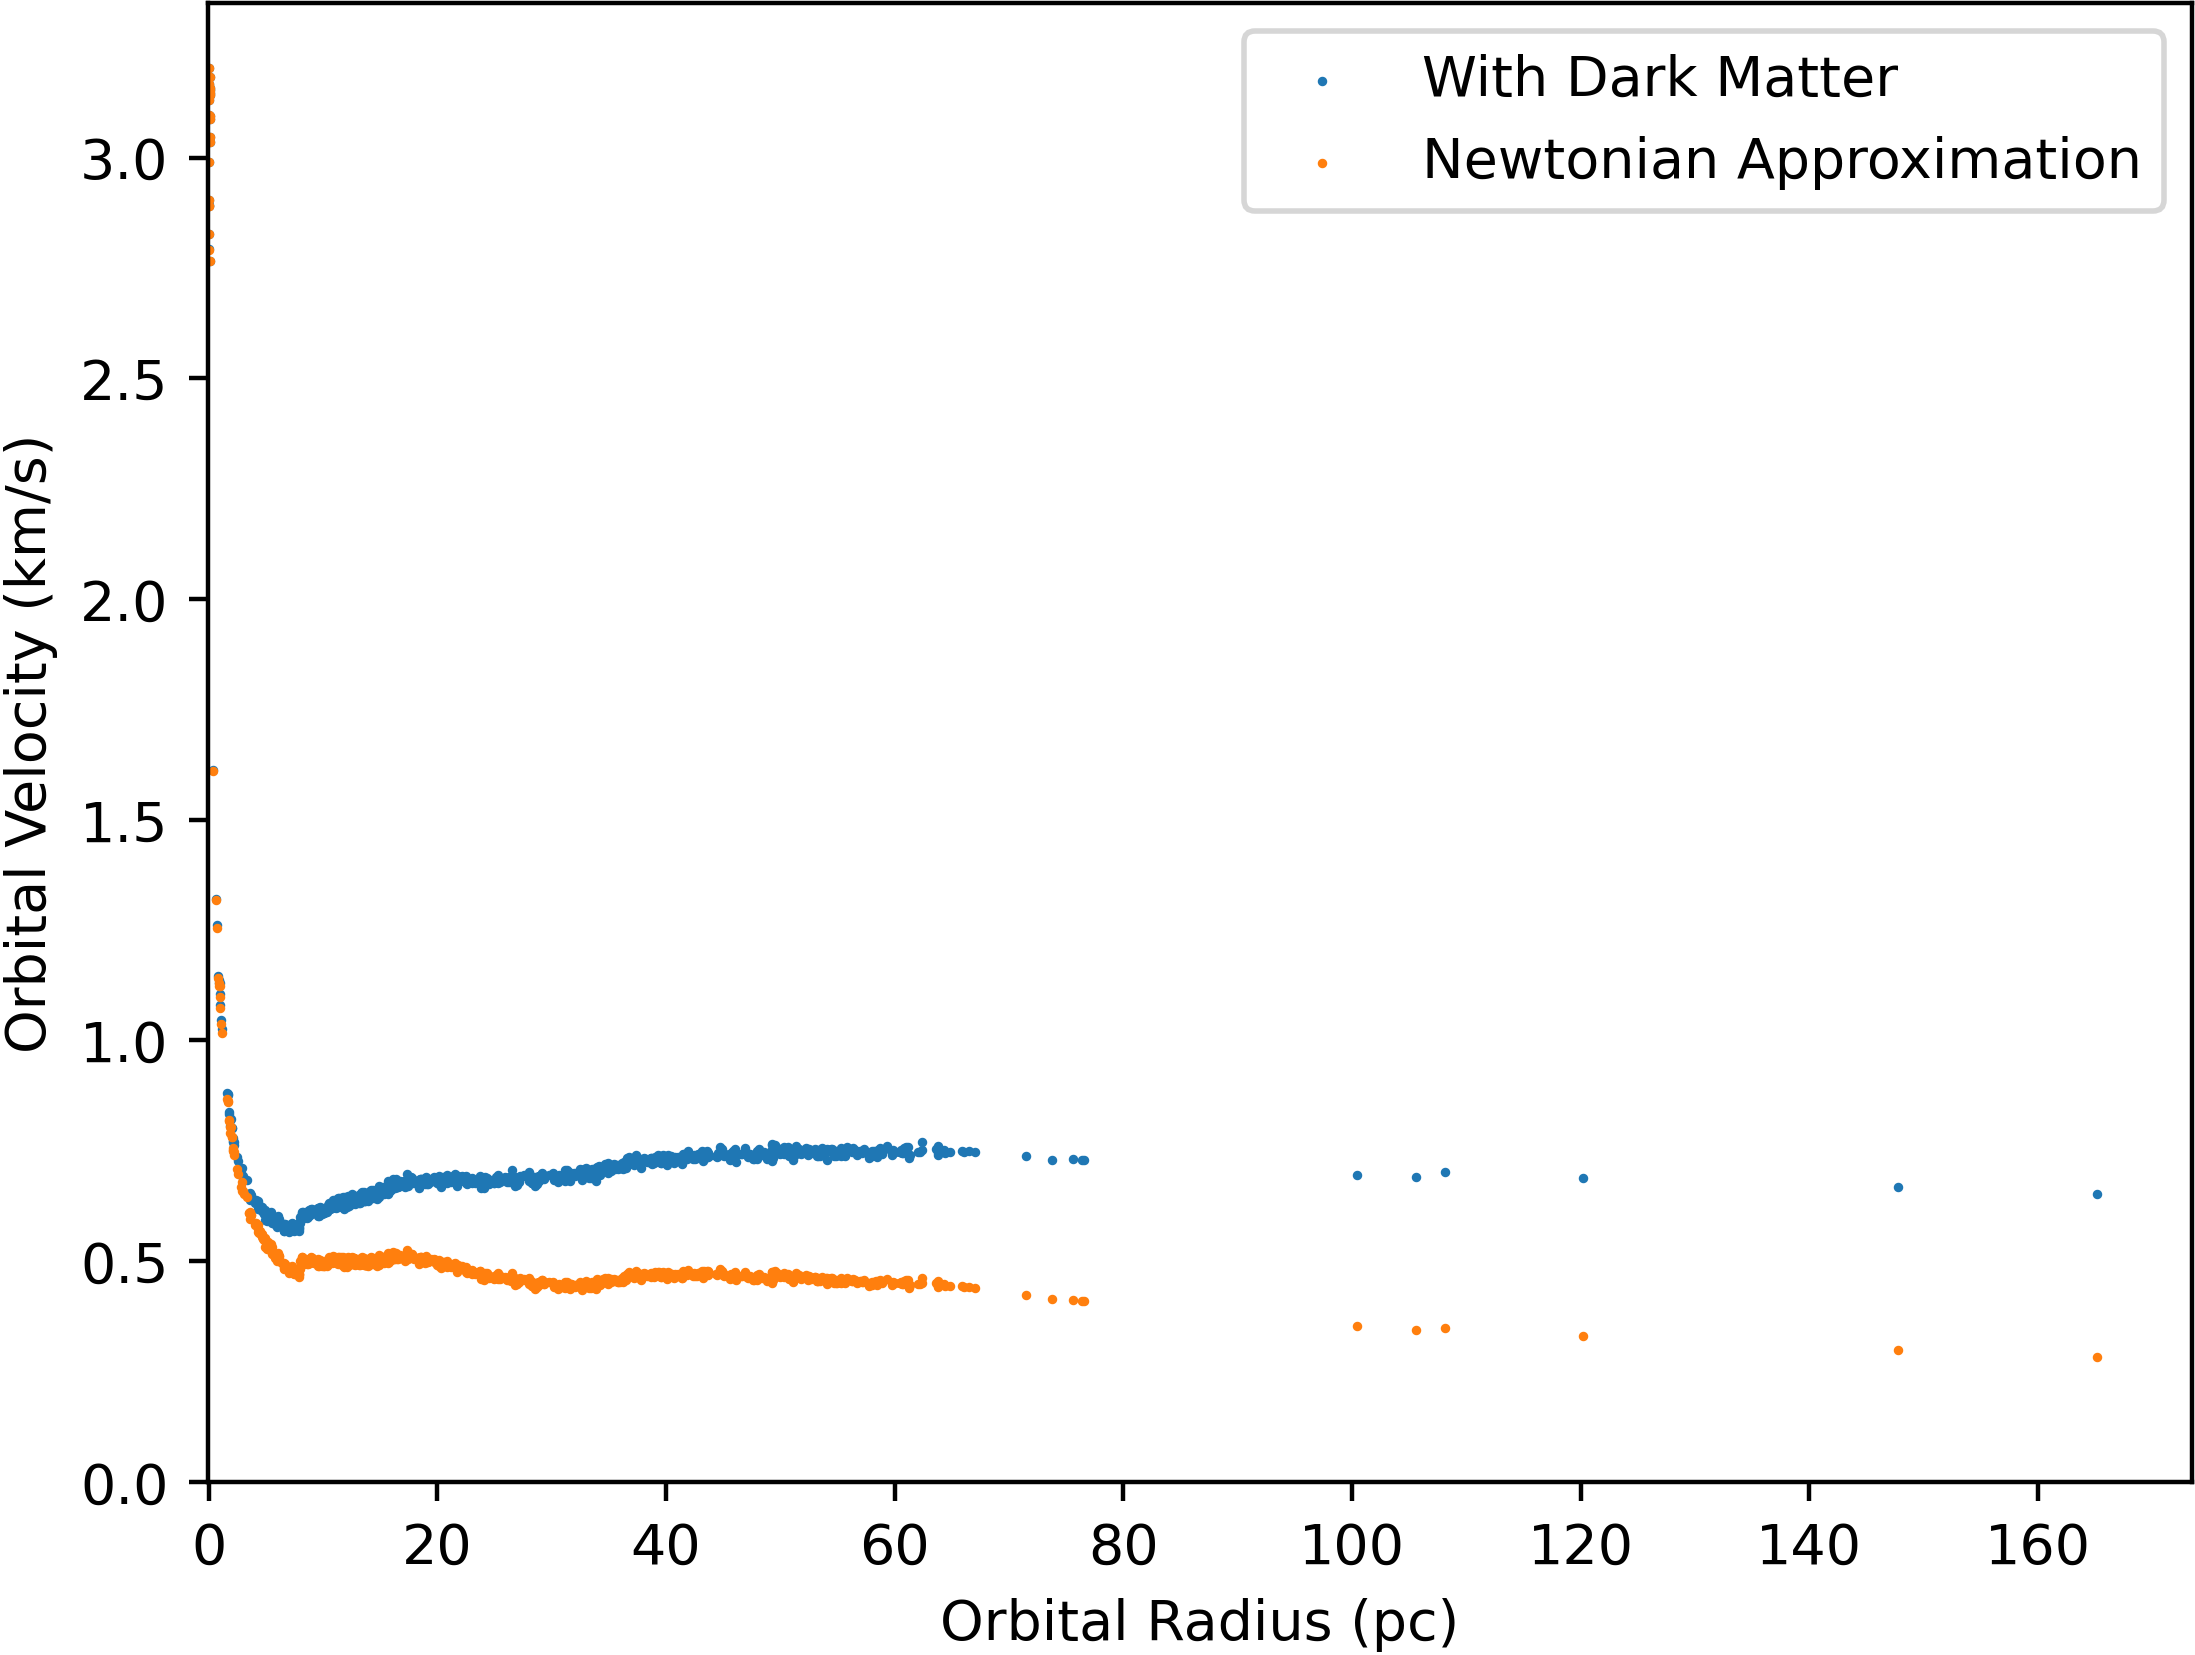 With Dark Matter
Newtonian Approximation
3.0
2.5
2.0
1.5
1.0
0.5
0.0
Orbital Velocity (km/s)
0 20 40 60 80 100 120 140 160
Orbital Radius (pc)